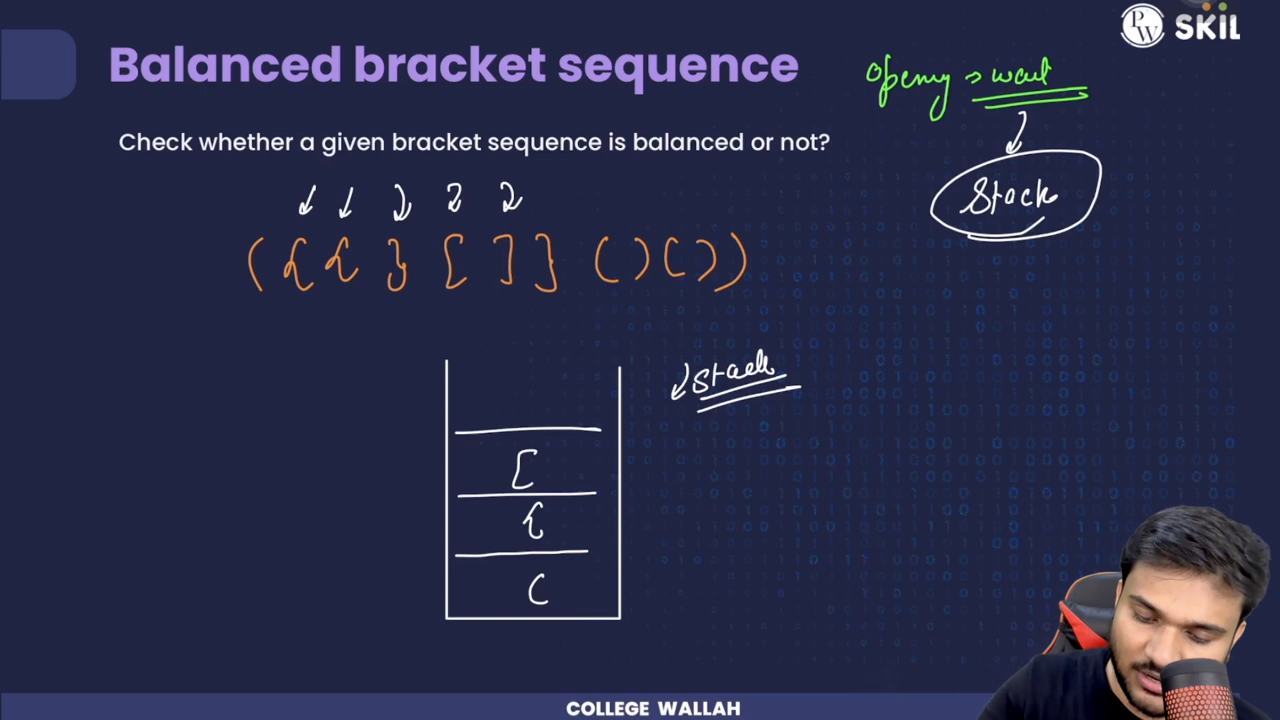 PW SKIL
Balanced bracket sequence
opening → wait
Check whether a given bracket sequence is balanced or not?
Stack
( { { } [ ] } ( ) ( ) )
Stack
[
{
(
COLLEGE WALLAH